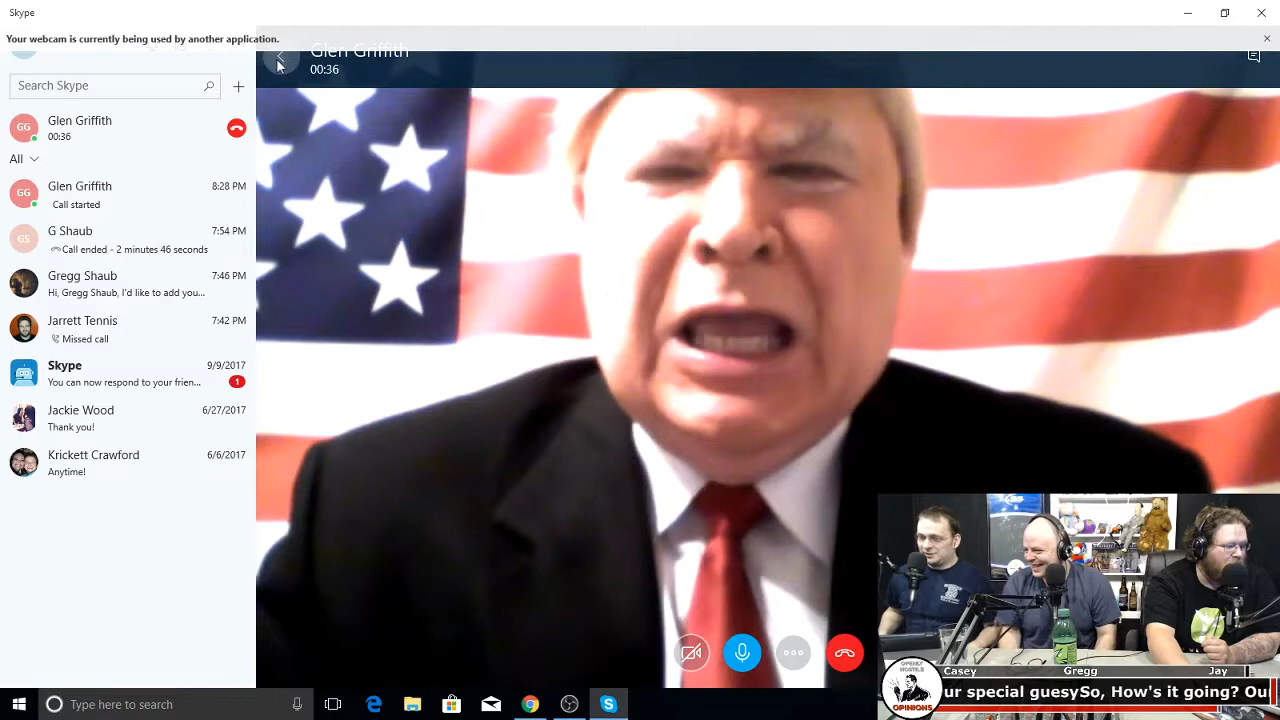 Skype
Your webcam is currently being used by another application.
Glen Griffith
00:36
Search Skype
GG
Glen Griffith
00:36
All
GG
Glen Griffith
8:28 PM
Call started
GS
G Shaub
7:54 PM
Call ended - 2 minutes 46 seconds
Gregg Shaub
7:46 PM
Hi, Gregg Shaub, I'd like to add you...
Jarrett Tennis
7:42 PM
Missed call
Skype
9/9/2017
You can now respond to your frien...
1
Jackie Wood
6/27/2017
Thank you!
Krickett Crawford
6/6/2017
Anytime!
Casey
Gregg
Jay
OPENLY
HOSTILE
OPINIONS
ur special guesySo, How's it going? Ou
Type here to search